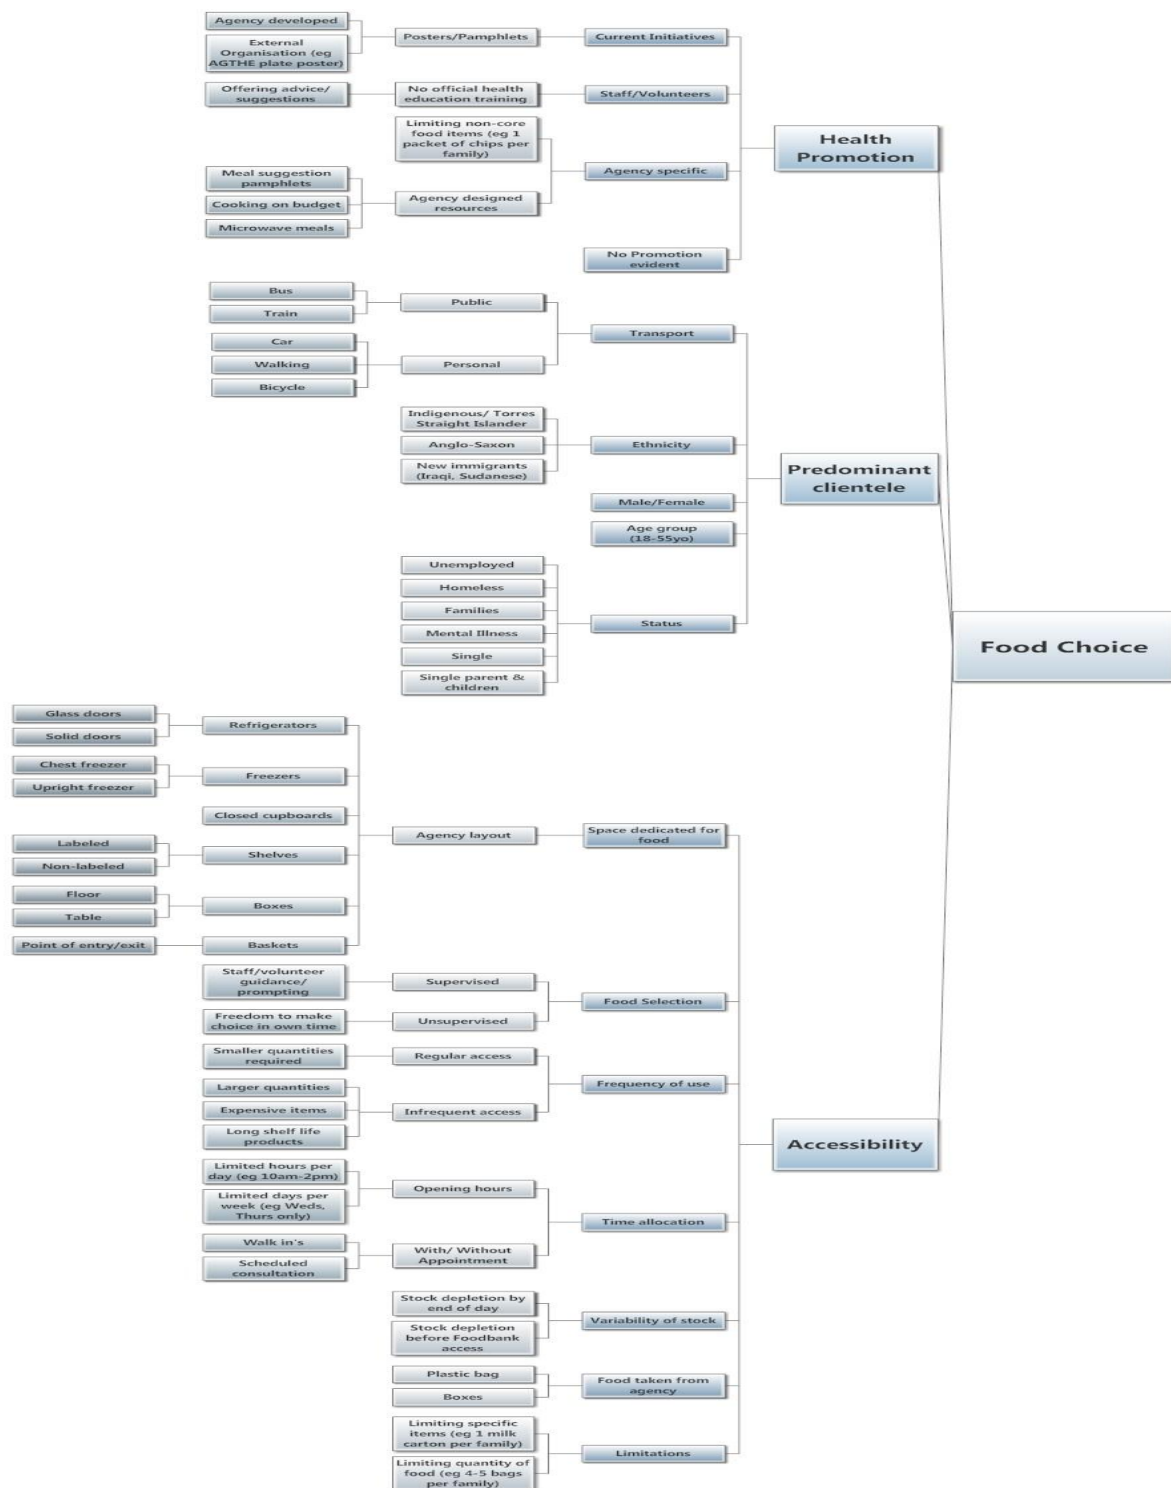 Agency developed
External
Organisation (eg
AGTHE plate poster)
Posters/Pamphlets
Current Initiatives
Offering advice/
suggestions
No official health
education training
Staff/Volunteers
Limiting non-core
food items (eg 1
packet of chips per
family)
Meal suggestion
pamphlets
Cooking on budget
Microwave meals
Agency designed
resources
Agency specific
No Promotion
evident
Health
Promotion
Bus
Train
Public
Car
Walking
Bicycle
Personal
Transport
Indigenous/ Torres
Straight Islander
Anglo-Saxon
New immigrants
(Iraqi, Sudanese)
Ethnicity
Male/Female
Age group
(18-55yo)
Unemployed
Homeless
Families
Mental Illness
Single
Single parent &
children
Status
Predominant
clientele
Food Choice
Glass doors
Solid doors
Refrigerators
Chest freezer
Upright freezer
Freezers
Closed cupboards
Labeled
Non-labeled
Shelves
Floor
Table
Boxes
Point of entry/exit
Baskets
Agency layout
Space dedicated for
food
Staff/volunteer
guidance/
prompting
Supervised
Freedom to make
choice in own time
Unsupervised
Food Selection
Smaller quantities
required
Regular access
Larger quantities
Expensive items
Long shelf life
products
Infrequent access
Frequency of use
Limited hours per
day (eg 10am-2pm)
Limited days per
week (eg Weds,
Thurs only)
Opening hours
Walk in's
Scheduled
consultation
With/ Without
Appointment
Time allocation
Stock depletion by
end of day
Stock depletion
before Foodbank
access
Variability of stock
Plastic bag
Boxes
Food taken from
agency
Limiting specific
items (eg 1 milk
carton per family)
Limiting quantity of
food (eg 4-5 bags
per family)
Limitations
Accessibility